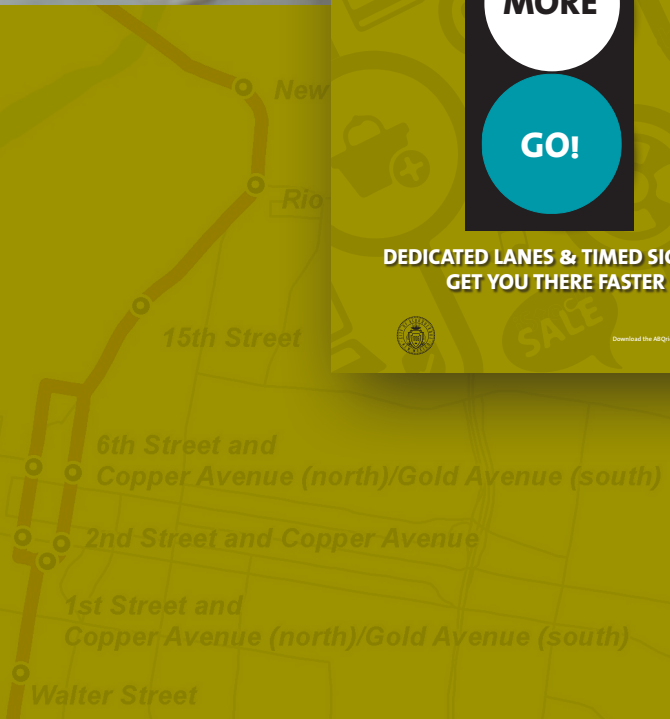 MORE
GO!
DEDICATED LANES & TIMED
GET YOU THERE FASTER
SALE
Download the
New
Rio
15th Street
6th Street and
Copper Avenue (north)/Gold Avenue (south)
2nd Street and Copper Avenue
1st Street and
Copper Avenue (north)/Gold Avenue (south)
Walter Street